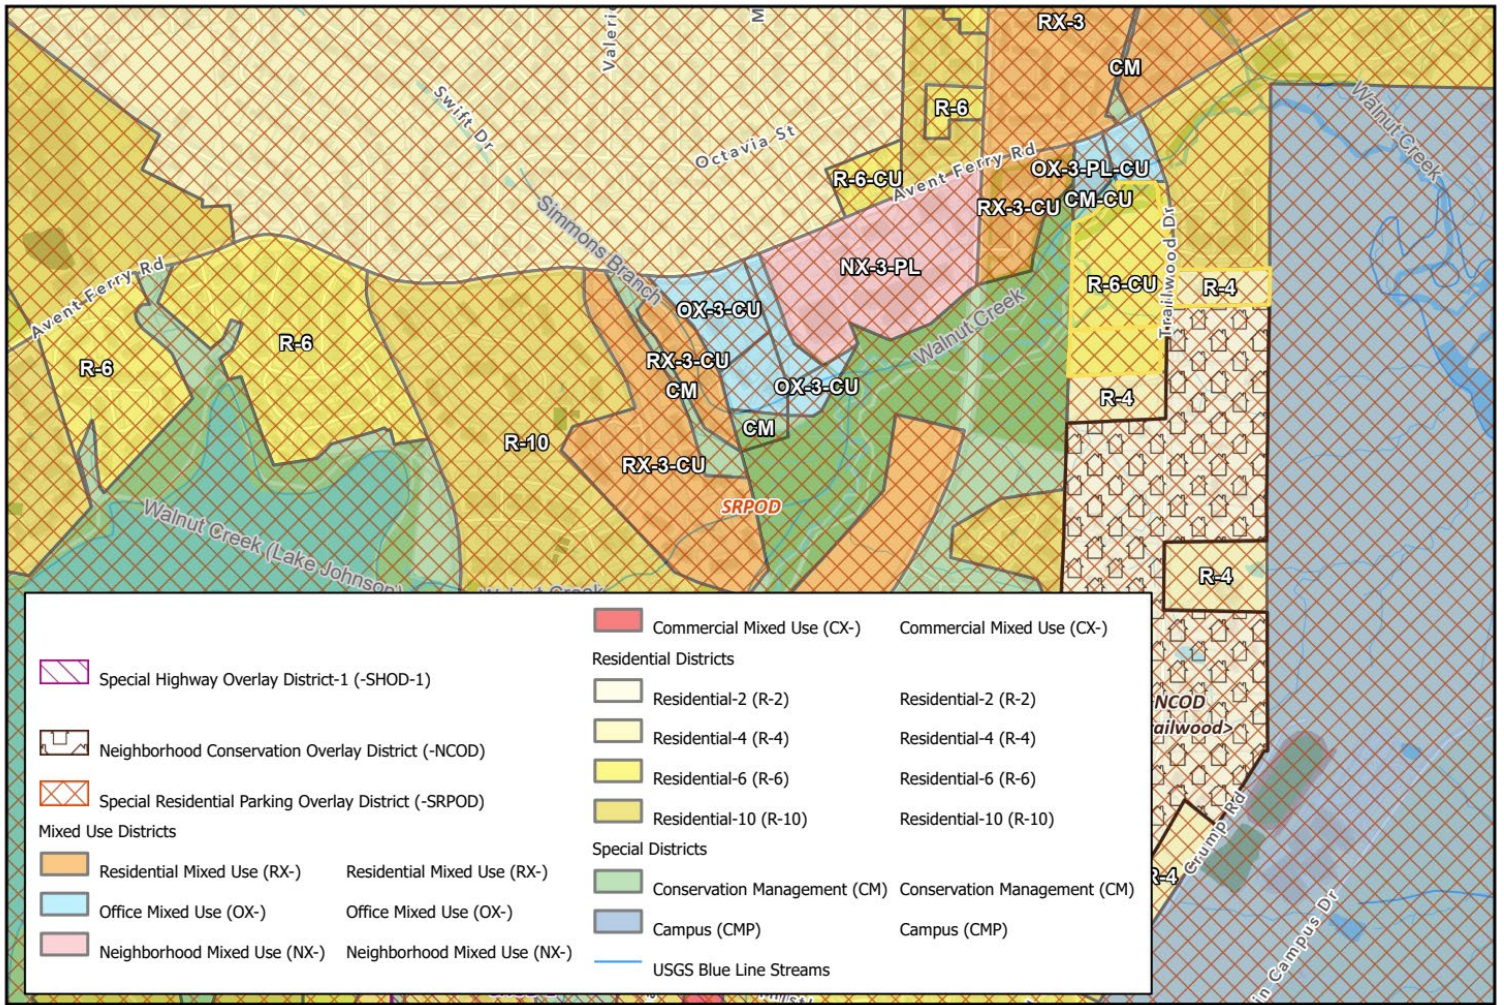 RX-3
CM
Valeri
M
Swift Dr
R-6
Walnut Creek
Octavia St
Avent Ferry Rd
OX-3-PL-CU
R-6-CU
CM-CU
RX-3-CU
Simmons Branch
Trailwood Dr
NX-3-PL
Avent Ferry Rd
R-6-CU
R-4
OX-3-CU
Walnut Creek
R-6
RX-3-CU
R-6
OX-3-CU
CM
R-4
CM
R-10
RX-3-CU
SRPOD
Walnut Creek (Lake Johnson)
R-4
Walnut Creek
Special Highway Overlay District-1 (-SHOD-1)
Neighborhood Conservation Overlay District (-NCOD)
Special Residential Parking Overlay District (-SRPOD)
Mixed Use Districts
Residential Mixed Use (RX-) Residential Mixed Use (RX-)
Office Mixed Use (OX-) Office Mixed Use (OX-)
Neighborhood Mixed Use (NX-) Neighborhood Mixed Use (NX-)
Commercial Mixed Use (CX-) Commercial Mixed Use (CX-)
Residential Districts
Residential-2 (R-2) Residential-2 (R-2)
Residential-4 (R-4) Residential-4 (R-4)
Residential-6 (R-6) Residential-6 (R-6)
Residential-10 (R-10) Residential-10 (R-10)
Special Districts
Conservation Management (CM) Conservation Management (CM)
Campus (CMP) Campus (CMP)
USGS Blue Line Streams
NCOD
ailwood>
Crump Rd
R-4
in Campus Dr